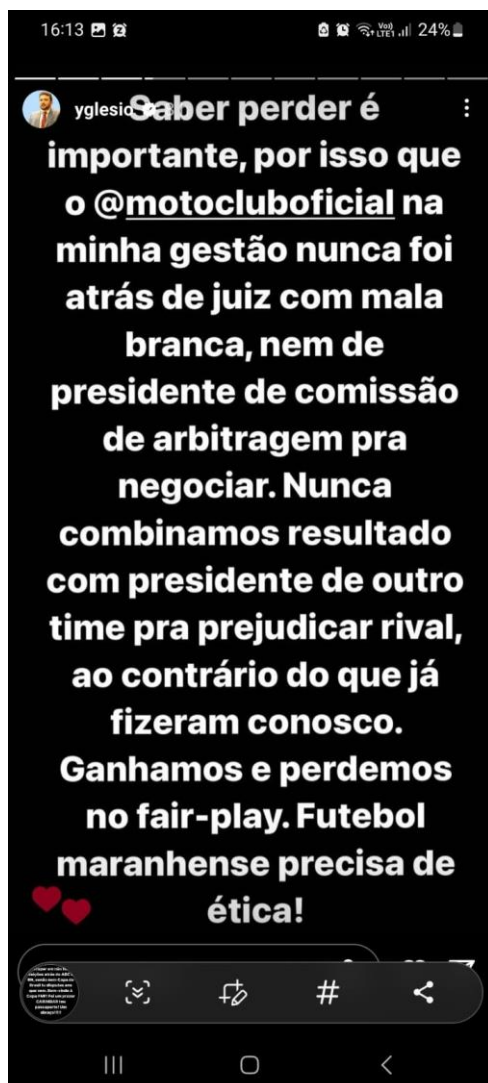 16:13
Voo)
LTE1
24%
yglesio
Saber perder é
importante, por isso que
o @motocluboficial na
minha gestão nunca foi
atrás de juiz com mala
branca, nem de
presidente de comissão
de arbitragem pra
negociar. Nunca
combinamos resultado
com presidente de outro
time pra prejudicar rival,
ao contrário do que já
fizeram conosco.
Ganhamos e perdemos
no fair-play. Futebol
maranhense precisa de
ética!
#